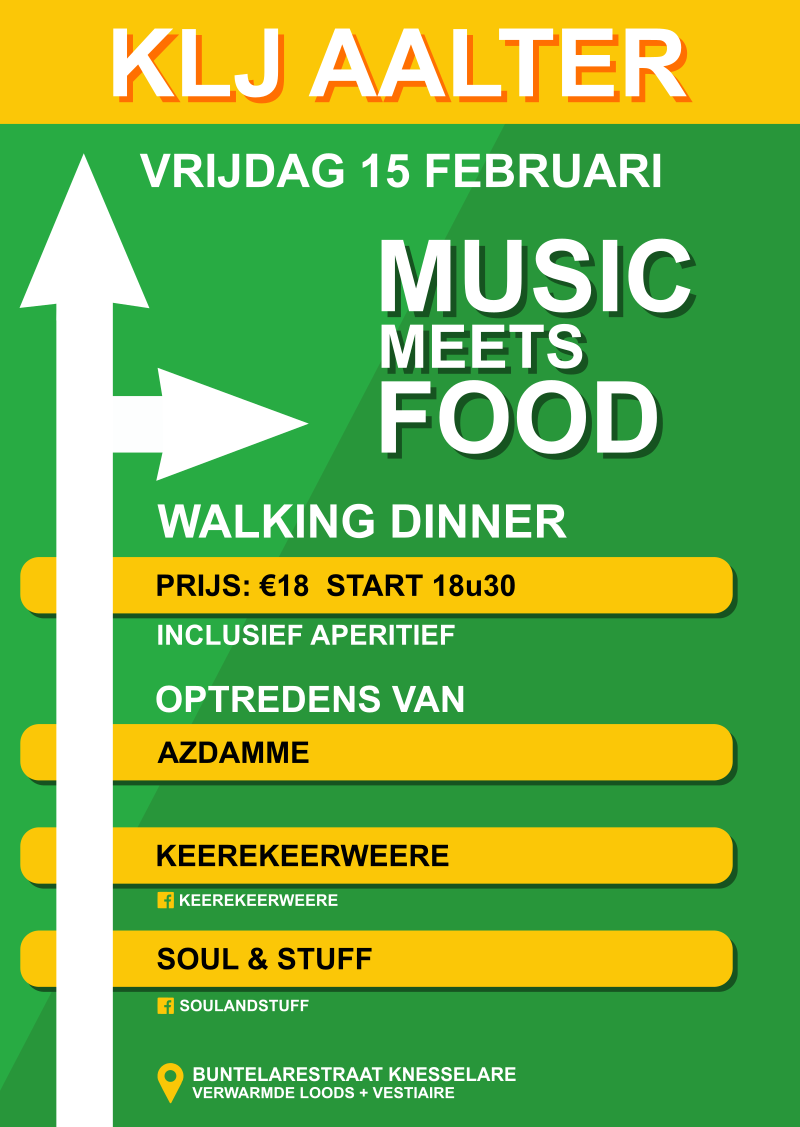 KLJ AALTER
VRIJDAG 15 FEBRUARI
MUSIC
MEETS
FOOD
WALKING DINNER
PRIJS: €18  START 18u30
INCLUSIEF APERITIEF
OPTREDENS VAN
AZDAMME
KEEREKEERWEERE
KEEREKEERWEERE
SOUL & STUFF
SOULANDSTUFF
BUNTELARESTRAAT KNESSELARE
VERWARMDE LOODS + VESTIAIRE